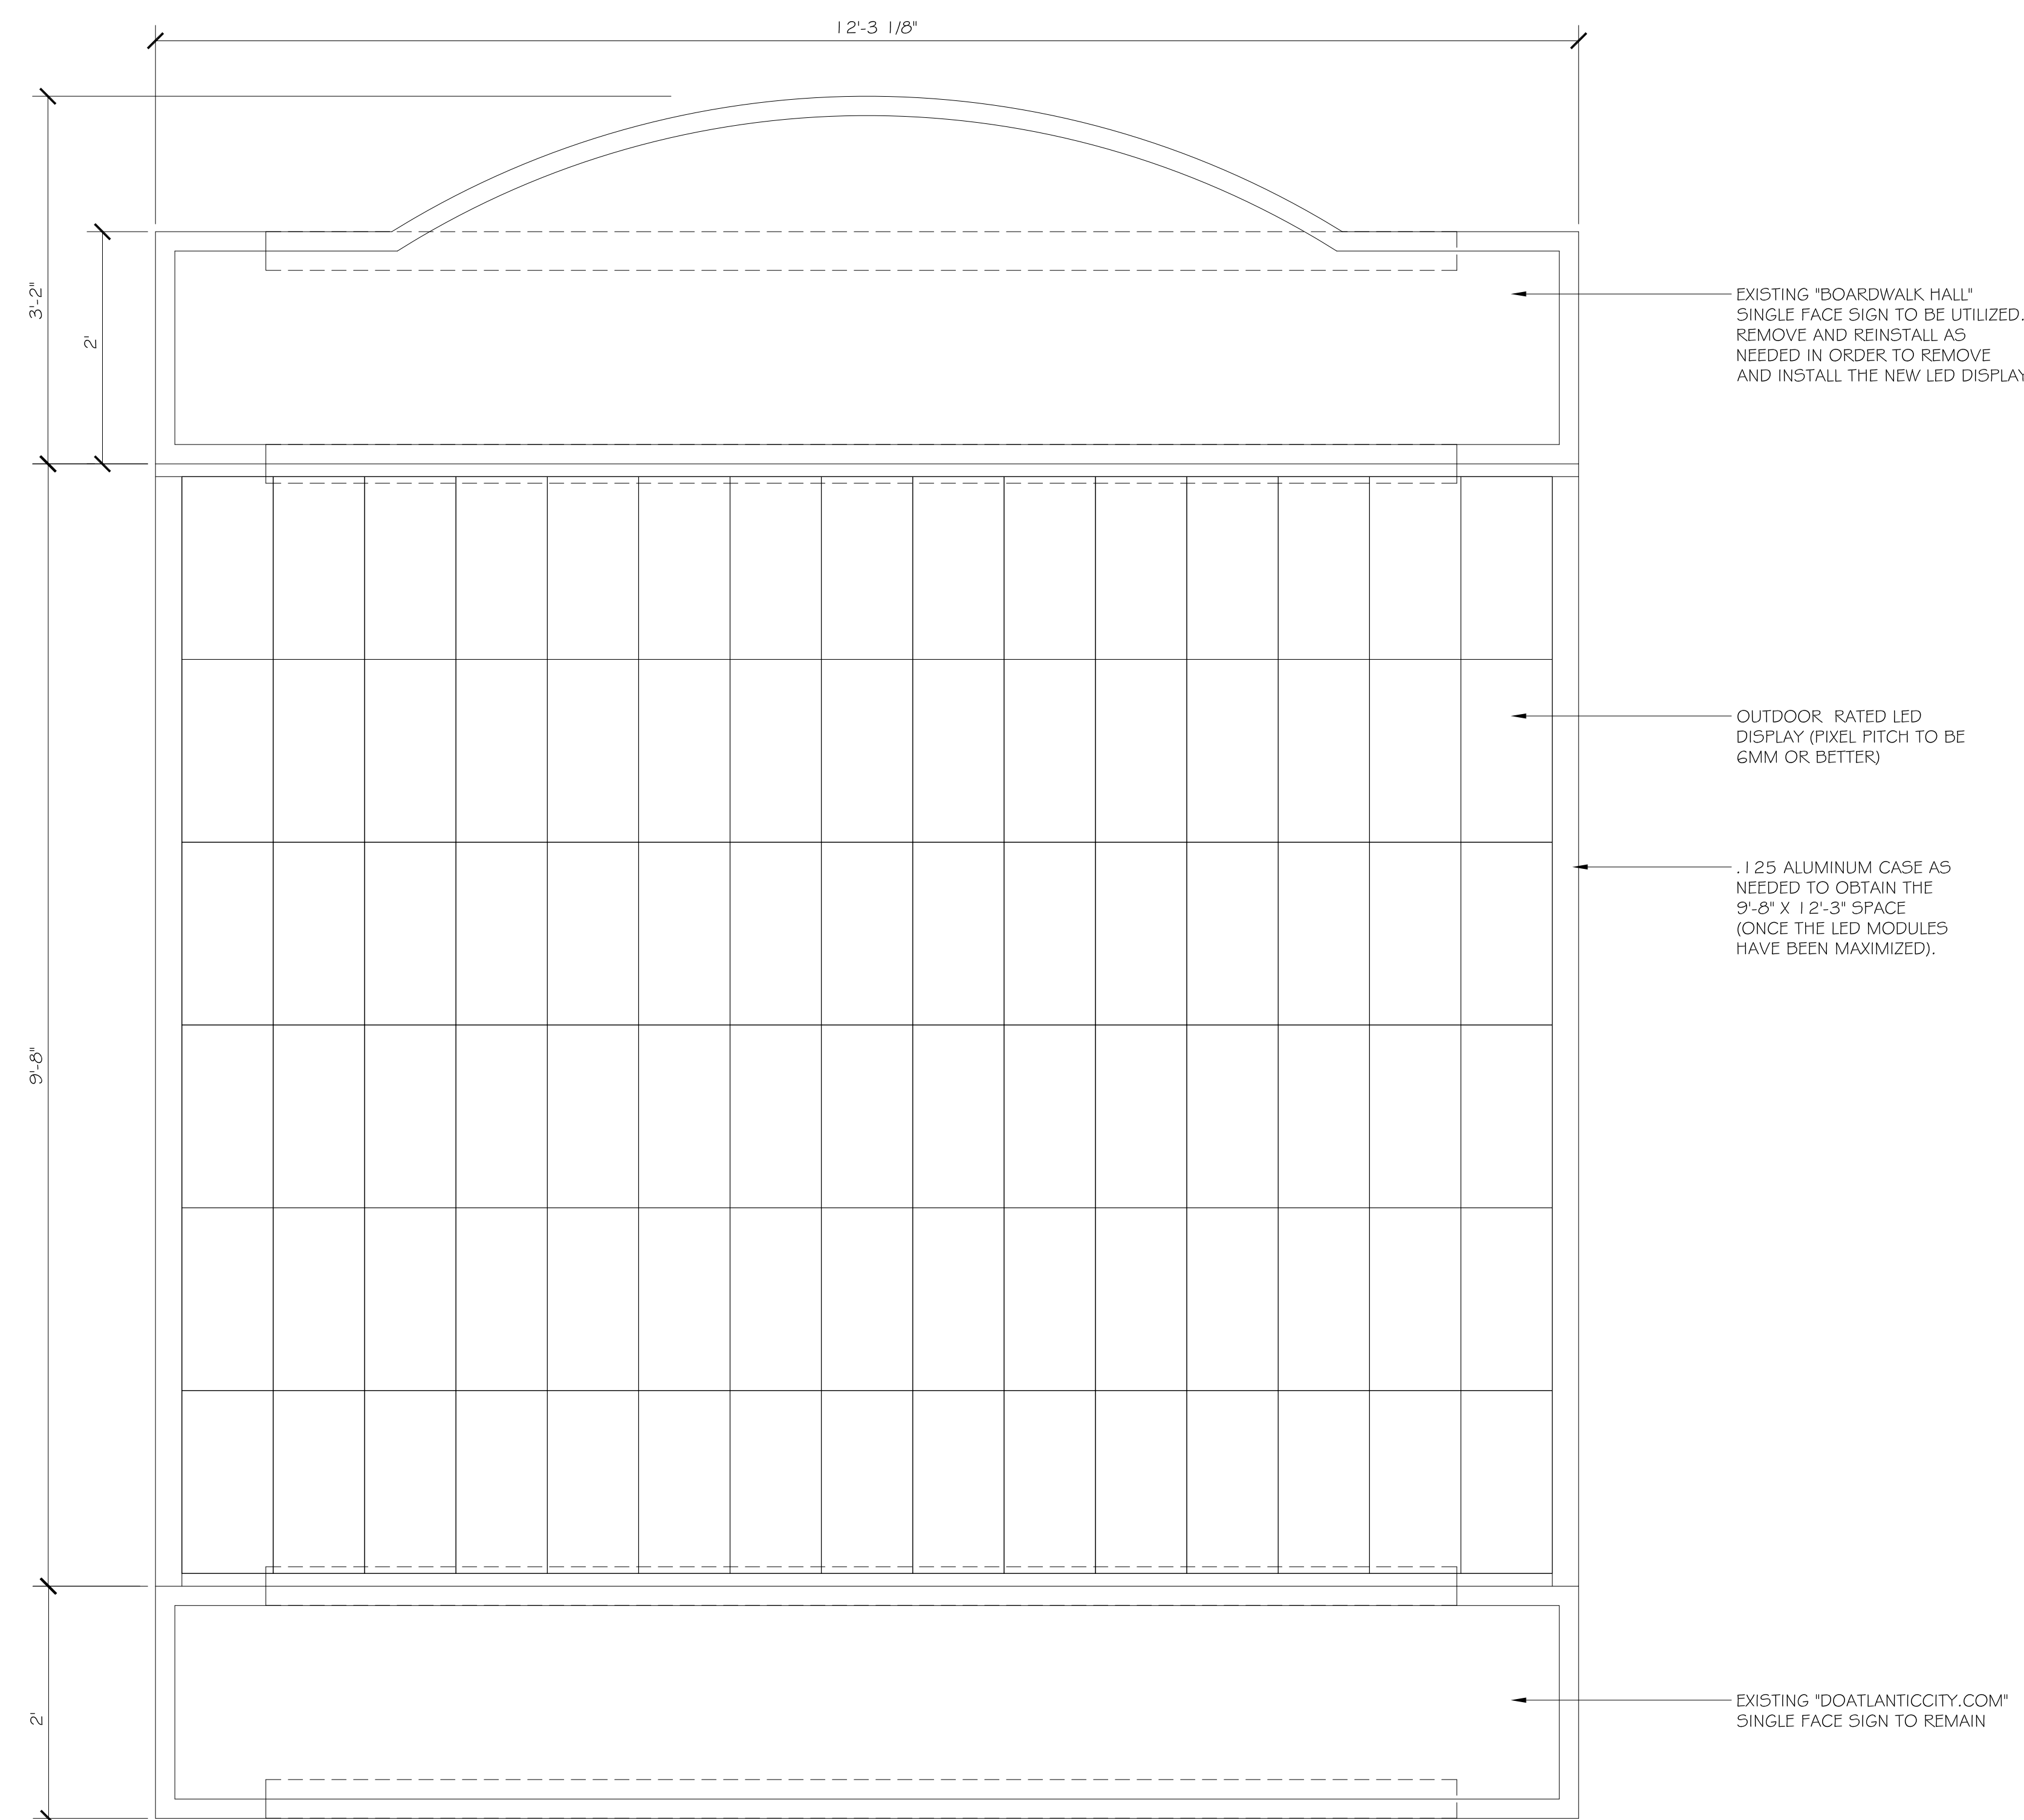 12'-3 1/8"
3'-2"
2'
EXISTING "BOARDWALK HALL"
SINGLE FACE SIGN TO BE UTILIZED.
REMOVE AND REINSTALL AS
NEEDED IN ORDER TO REMOVE
AND INSTALL THE NEW LED DISPLAY
OUTDOOR RATED LED
DISPLAY (PIXEL PITCH TO BE
6MM OR BETTER)
.125 ALUMINUM CASE AS
NEEDED TO OBTAIN THE
9'-8" X 12'-3" SPACE
(ONCE THE LED MODULES
HAVE BEEN MAXIMIZED).
9'-8"
EXISTING "DOATLANTICCITY.COM"
SINGLE FACE SIGN TO REMAIN
2'